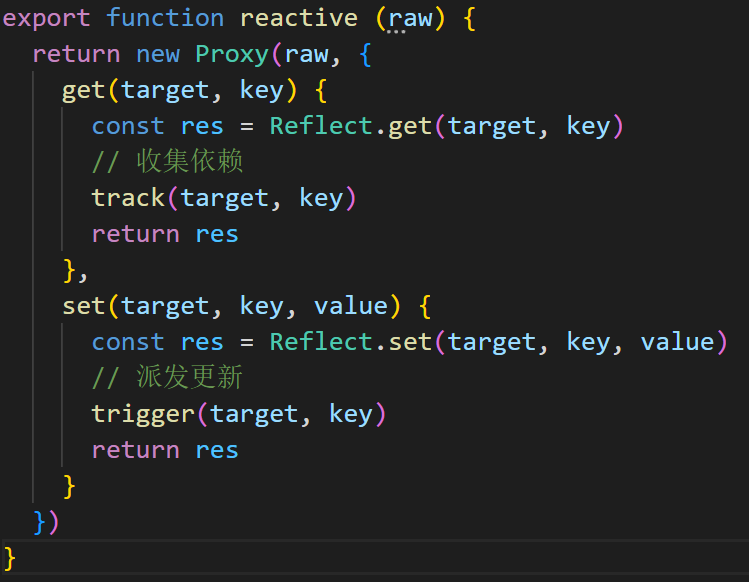 export function reactive (raw) {
  return new Proxy(raw, {
    get(target, key) {
      const res = Reflect.get(target, key)
      // 收集依赖
      track(target, key)
      return res
    },
    set(target, key, value) {
      const res = Reflect.set(target, key, value)
      // 派发更新
      trigger(target, key)
      return res
    }
  })
}